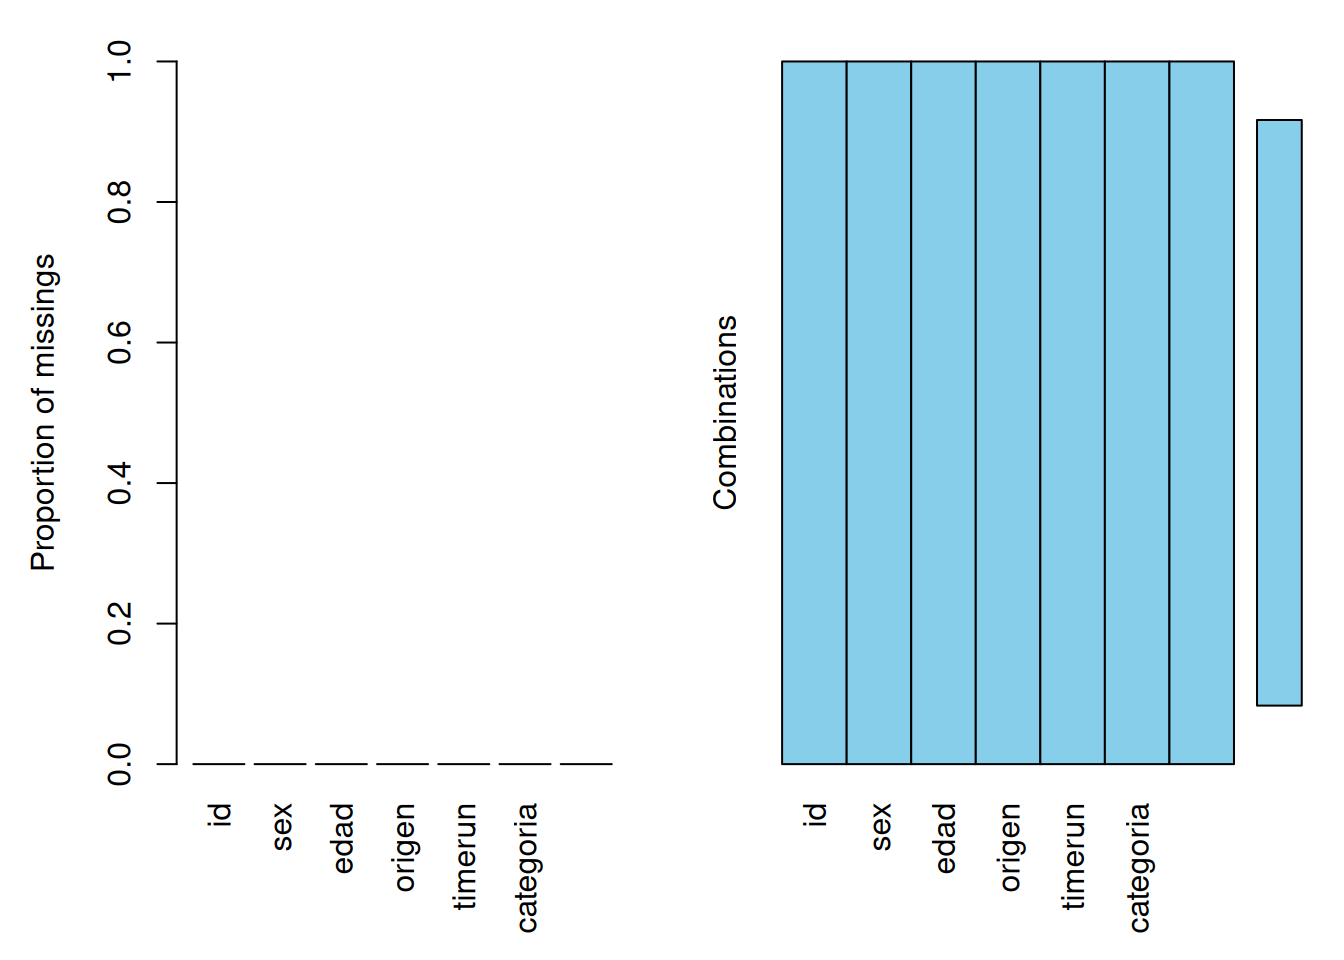 Proportion of missings
1.0
0.8
0.6
0.4
0.2
0.0
id
sex
edad
origen
timerun
categoria
Combinations
id
sex
edad
origen
timerun
categoria